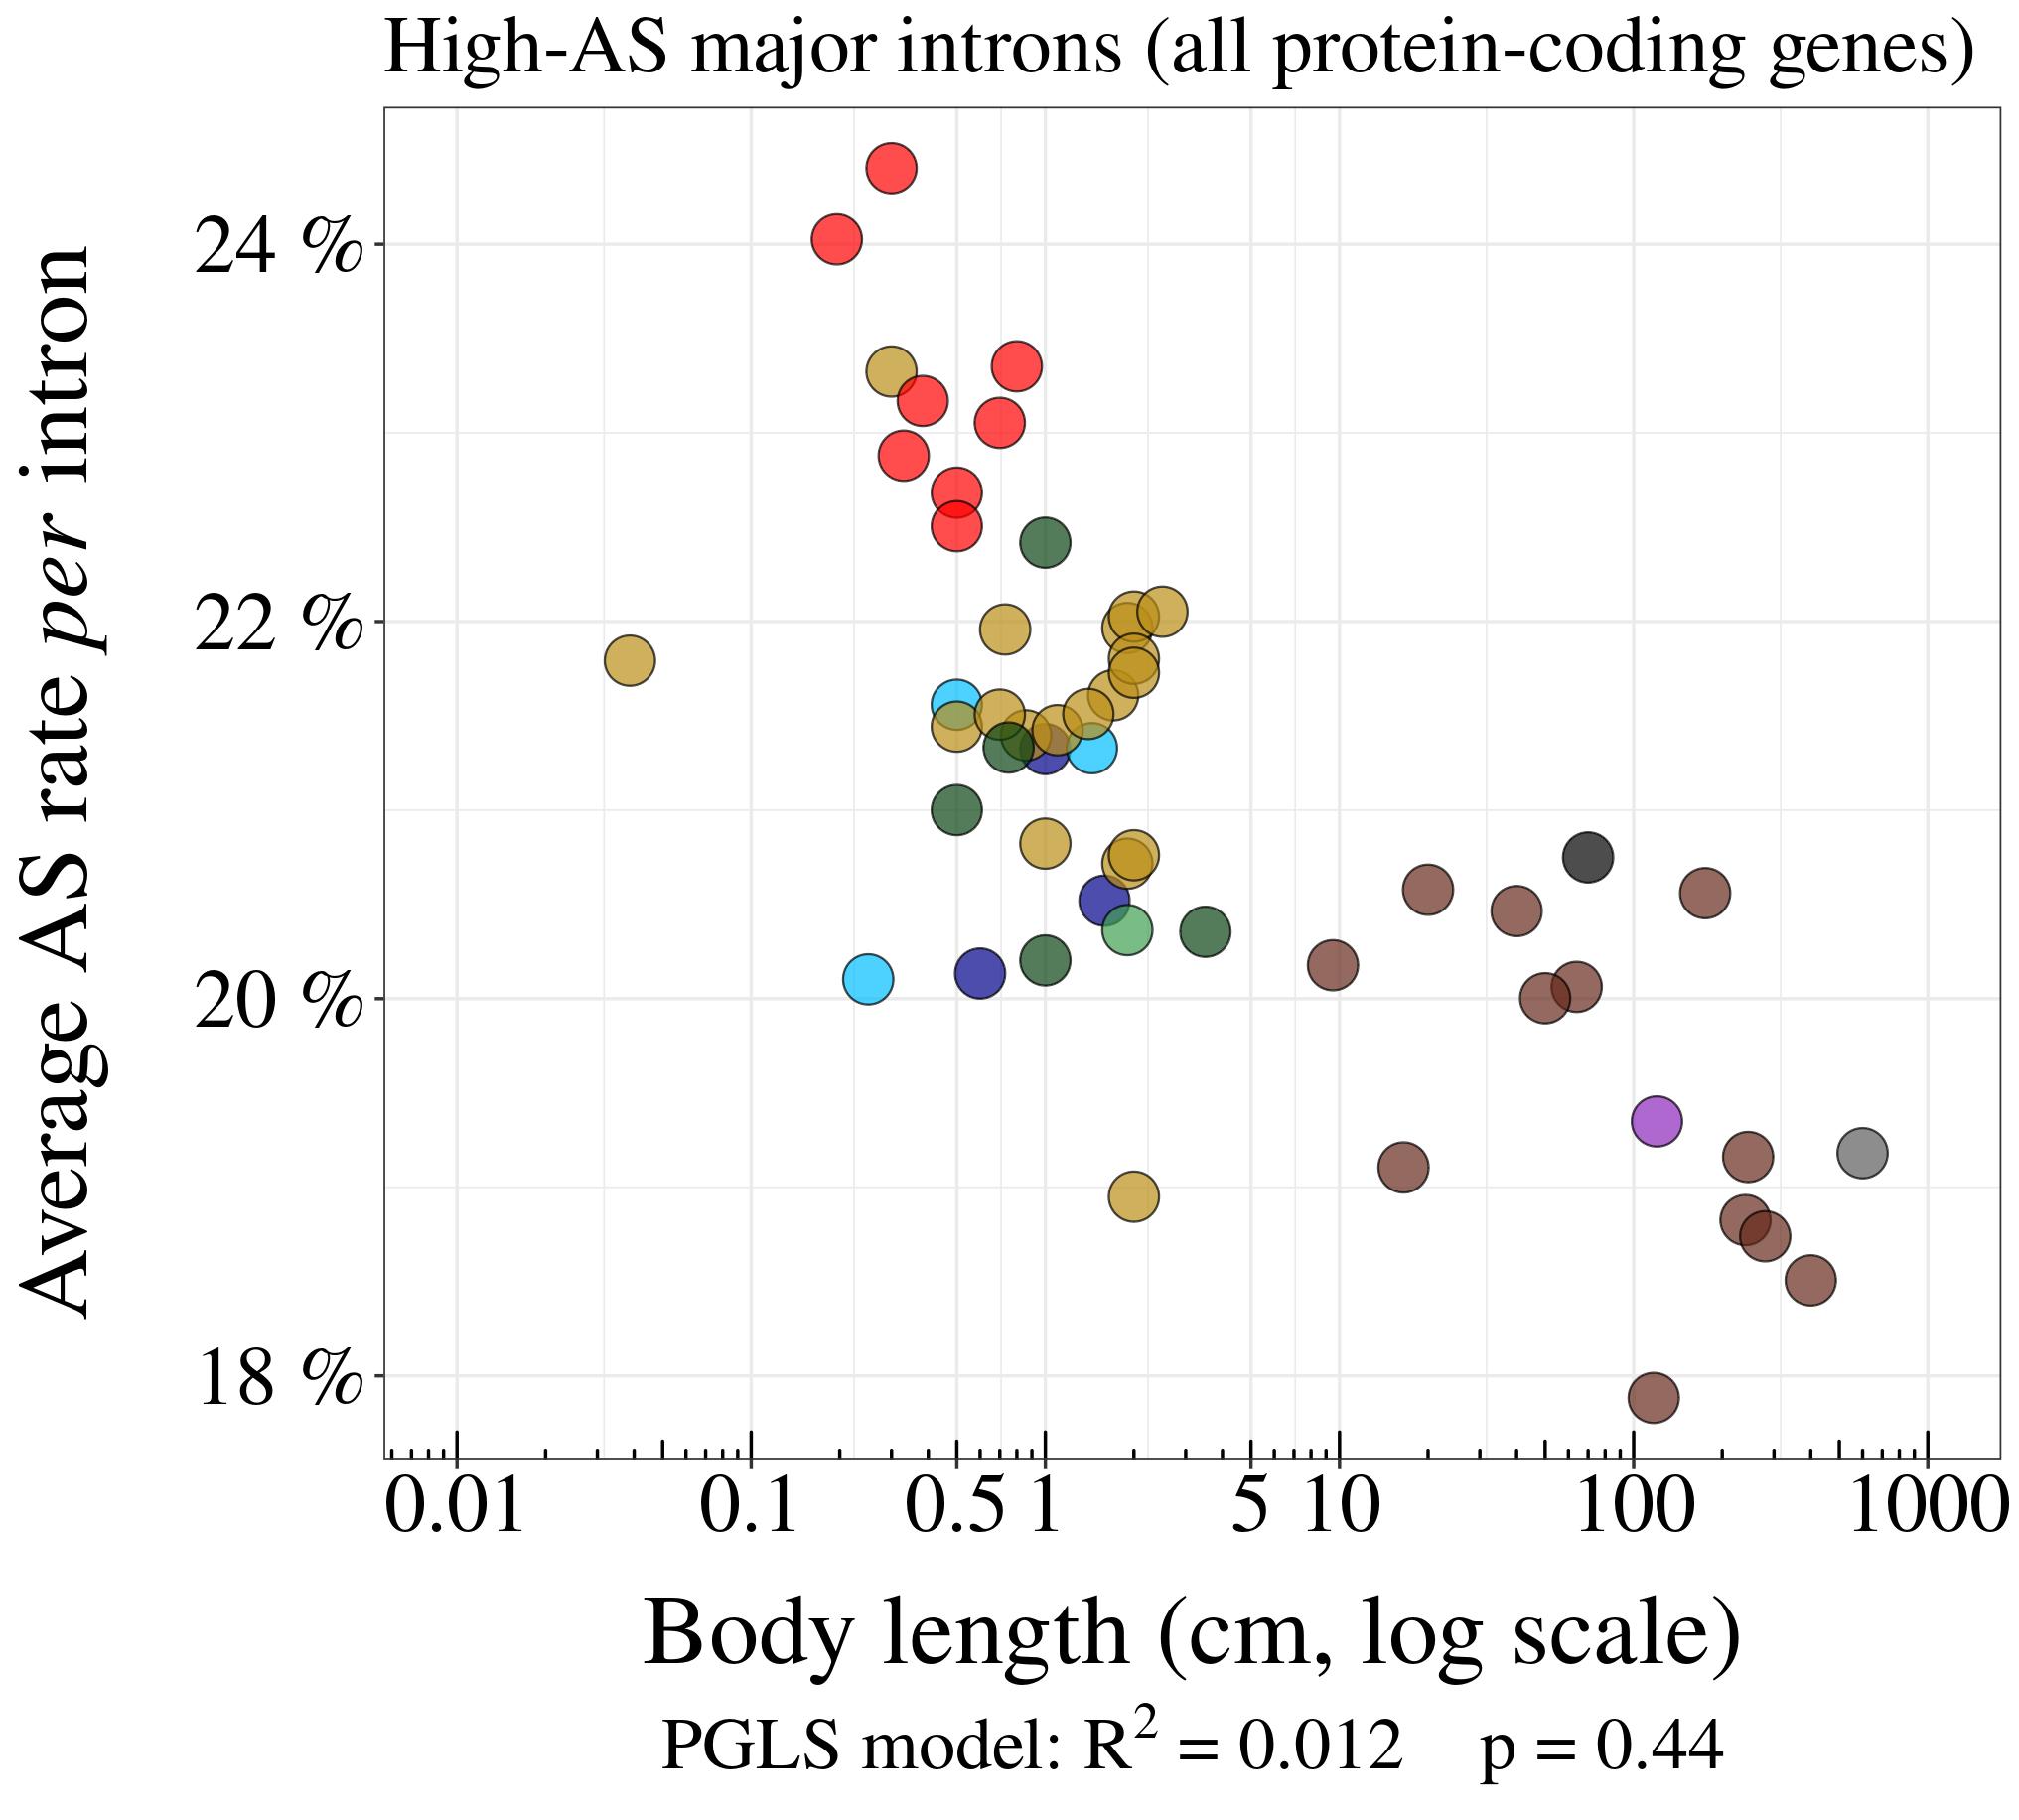 High-AS major introns (all protein-coding genes)
Average AS rate per intron
24 %
22 %
20 %
18 %
0.01 0.1 0.5 1 5 10 100 1000
Body length (cm, log scale)
PGLS model: R² = 0.012 p = 0.44